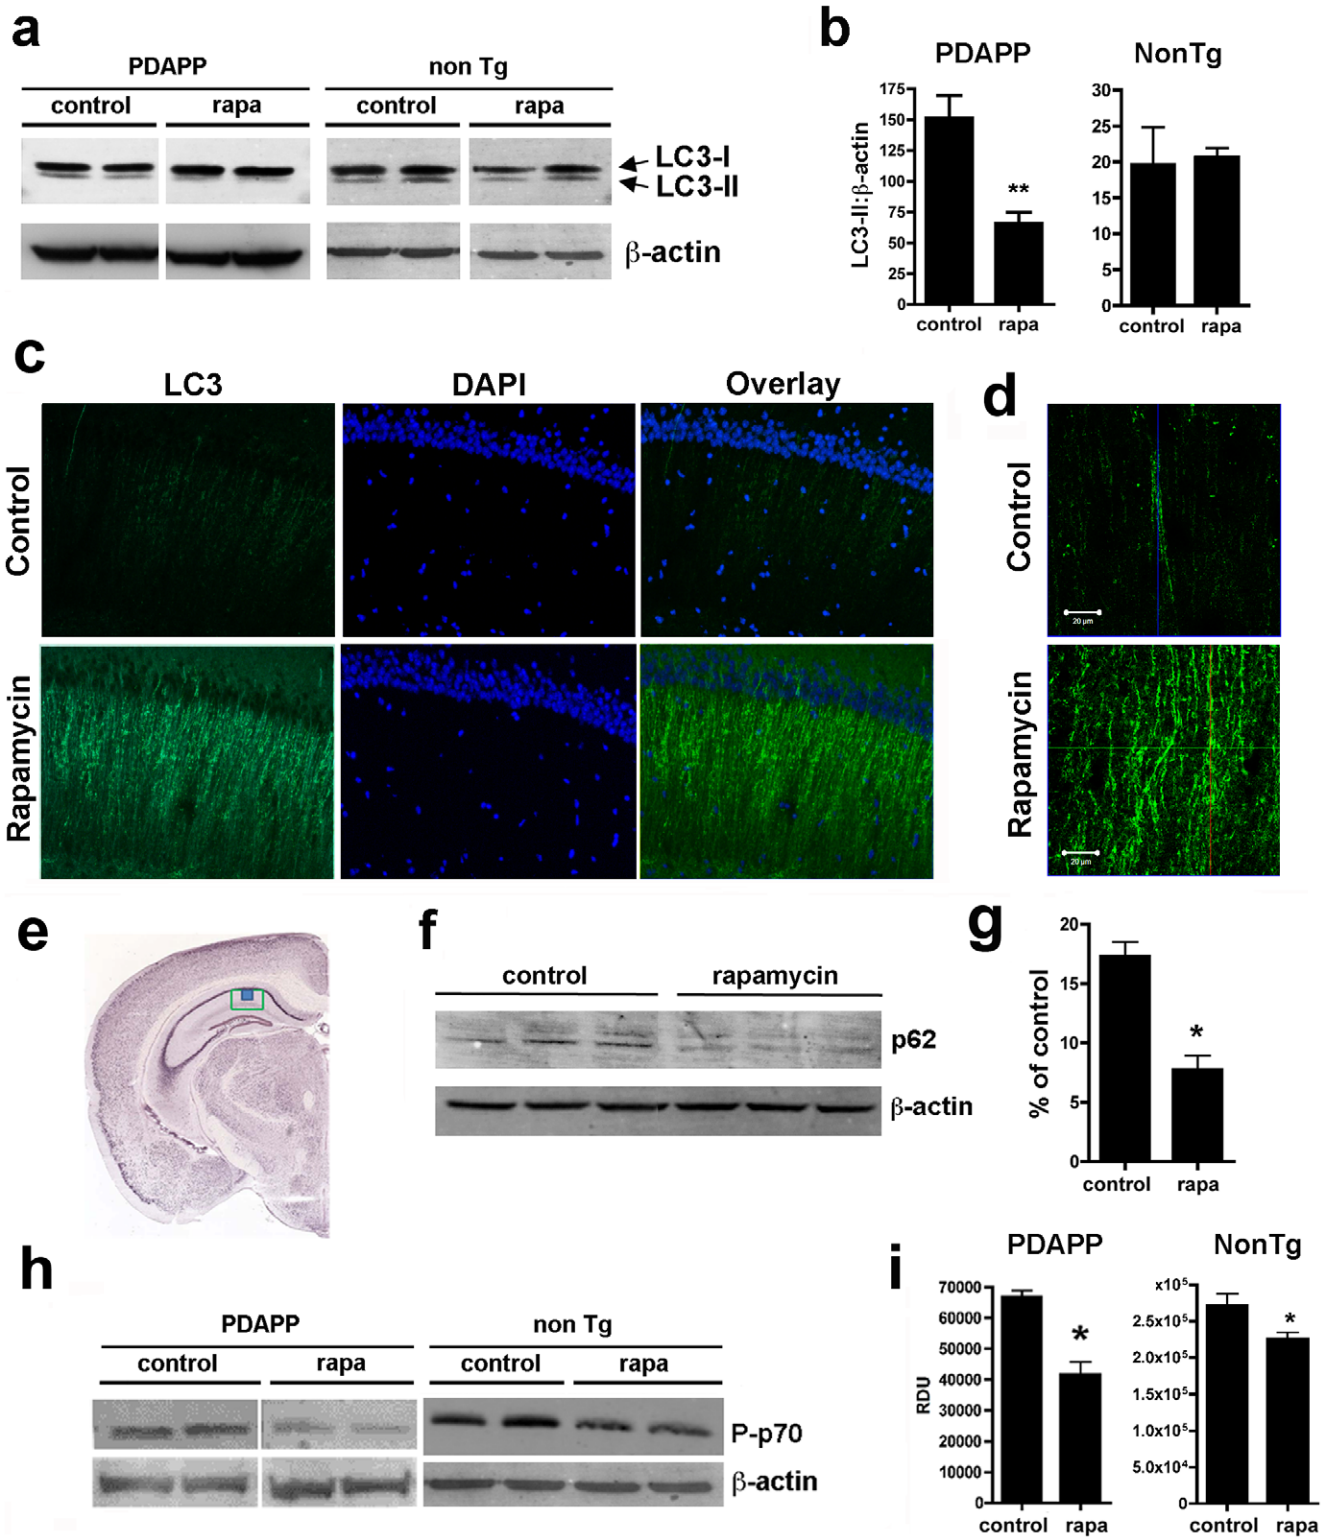 a
PDAPP
non Tg
control
rapa
control
rapa
LC3-I
LC3-II
β-actin
b
PDAPP
NonTg
LC3-II:β-actin
175
150
125
100
75
50
25
0
**
control
rapa
30
25
20
15
10
5
0
control
rapa
c
LC3
DAPI
Overlay
Control
Rapamycin
d
Control
20 µm
Rapamycin
20 µm
e
f
control
rapamycin
p62
β-actin
g
% of control
20
15
10
5
0
*
control
rapa
h
PDAPP
non Tg
control
rapa
control
rapa
P-p70
β-actin
i
PDAPP
NonTg
RDU
70000
60000
50000
40000
30000
20000
10000
0
*
control
rapa
x10⁵
2.5x10⁵
2.0x10⁵
1.5x10⁵
x10⁵
5.0x10⁴
0
*
control
rapa